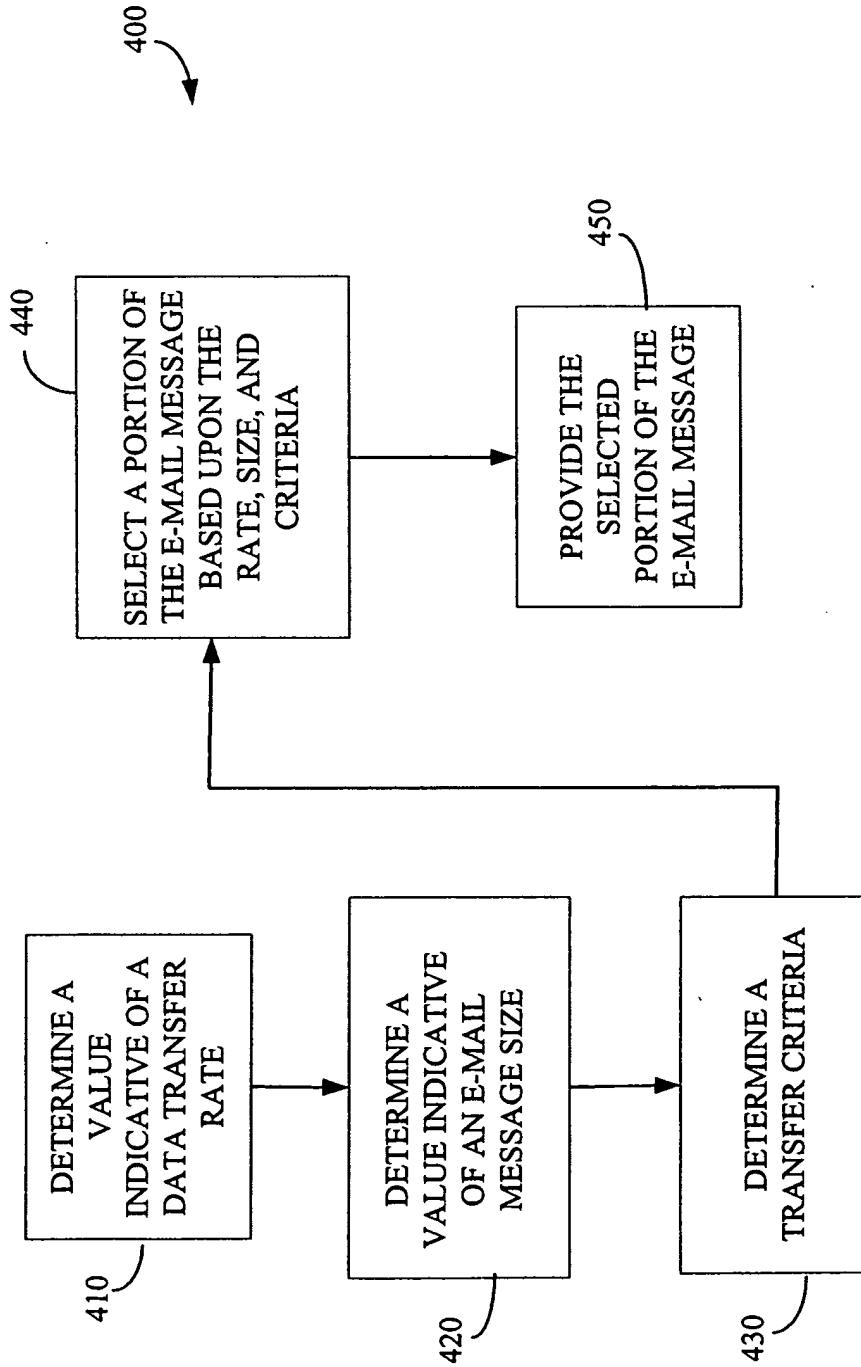 400
DETERMINE A
VALUE
INDICATIVE OF A
DATA TRANSFER
RATE
410
DETERMINE A
VALUE INDICATIVE
OF AN E-MAIL
MESSAGE SIZE
420
DETERMINE A
TRANSFER CRITERIA
430
440
SELECT A PORTION OF
THE E-MAIL MESSAGE
BASED UPON THE
RATE, SIZE, AND
CRITERIA
450
PROVIDE THE
SELECTED
PORTION OF THE
E-MAIL MESSAGE